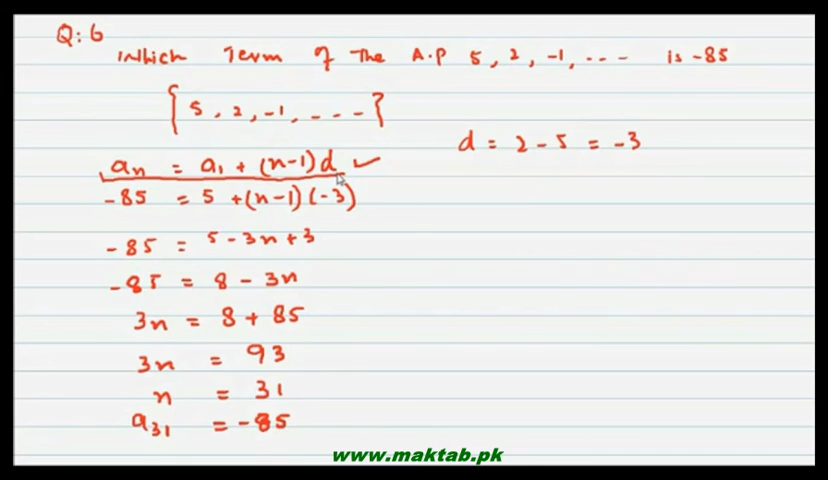 Q: 6
Which Term of The A.P 5, 2, -1, --- is -85
{ 5, 2, -1, --- }
d = 2 - 5 = -3
an = a1 + (n-1)d ✓
-85 = 5 + (n-1)(-3)
-85 = 5 - 3n + 3
-85 = 8 - 3n
3n = 8 + 85
3n = 93
n = 31
a31 = -85
www.maktab.pk